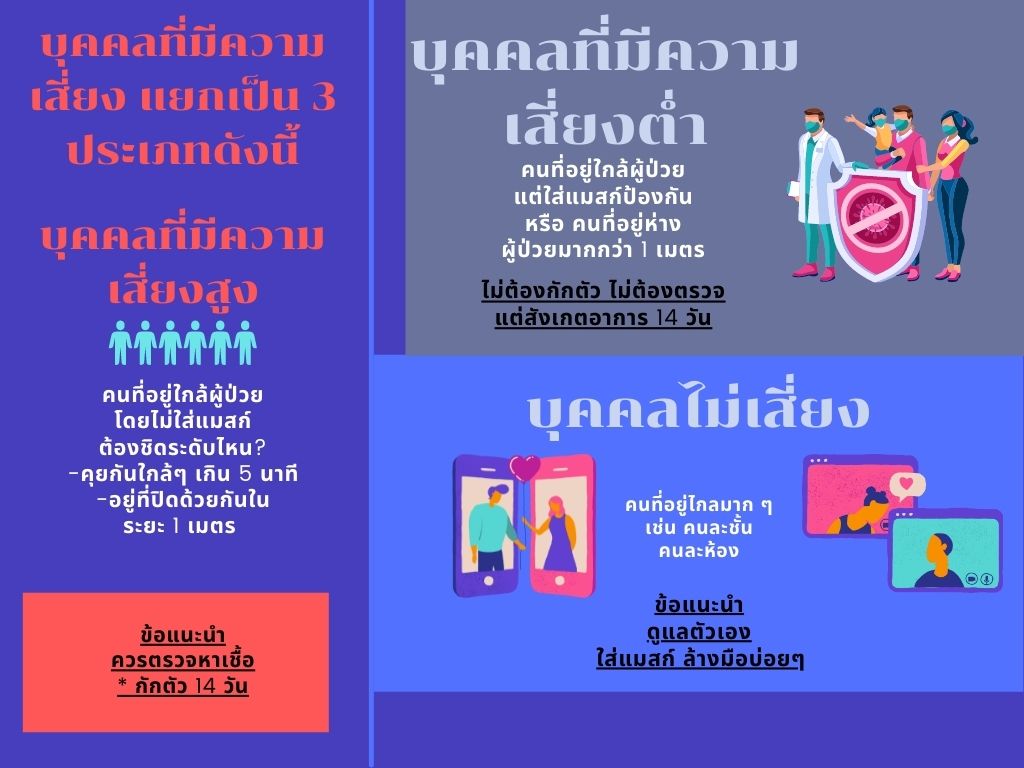 บุคคลที่มีความ
เสี่ยง แยกเป็น 3
ประเภทดังนี้
บุคคลที่มีความ
เสี่ยงสูง
คนที่อยู่ใกล้ผู้ป่วย
โดยไม่ใส่แมสก์
ต้องชิดระดับไหน?
-คุยกันใกล้ๆ เกิน 5 นาที
-อยู่ที่ปิดด้วยกันใน
ระยะ 1 เมตร
ข้อแนะนำ
ควรตรวจหาเชื้อ
* กักตัว 14 วัน
บุคคลที่มีความ
เสี่ยงต่ำ
คนที่อยู่ใกล้ผู้ป่วย
แต่ใส่แมสก์ป้องกัน
หรือ คนที่อยู่ห่าง
ผู้ป่วยมากกว่า 1 เมตร
ไม่ต้องกักตัว ไม่ต้องตรวจ
แต่สังเกตอาการ 14 วัน
บุคคลไม่เสี่ยง
คนที่อยู่ไกลมาก ๆ
เช่น คนละชั้น
คนละห้อง
ข้อแนะนำ
ดูแลตัวเอง
ใส่แมสก์ ล้างมือบ่อยๆ